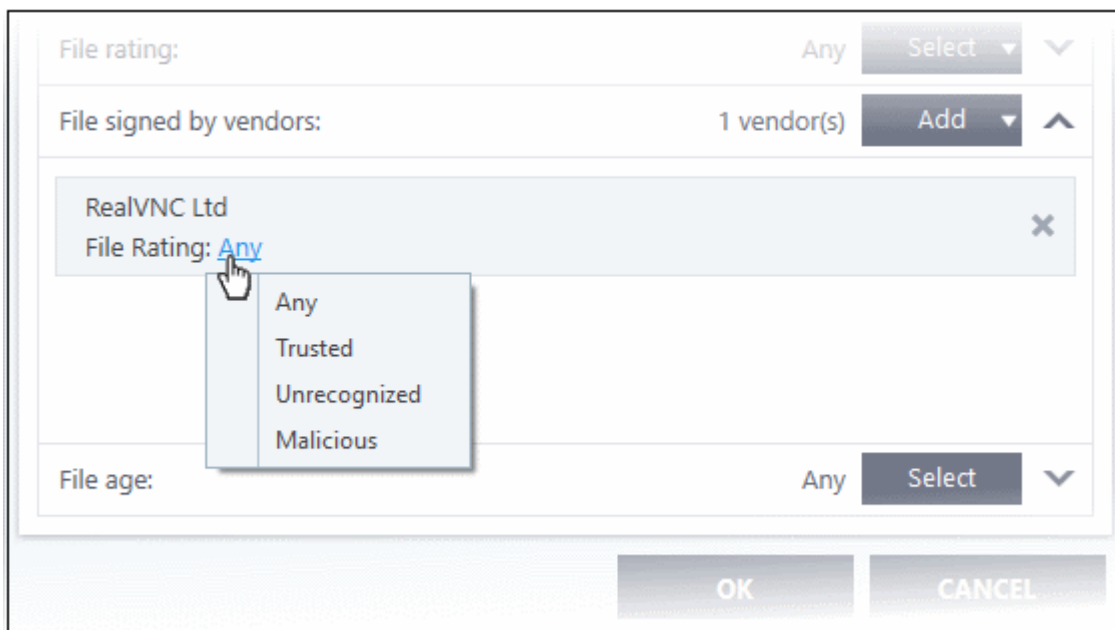 File rating: Any Select
File signed by vendors: 1 vendor(s) Add
RealVNC Ltd
File Rating: Any
Any
Trusted
Unrecognized
Malicious
File age: Any Select
OK CANCEL